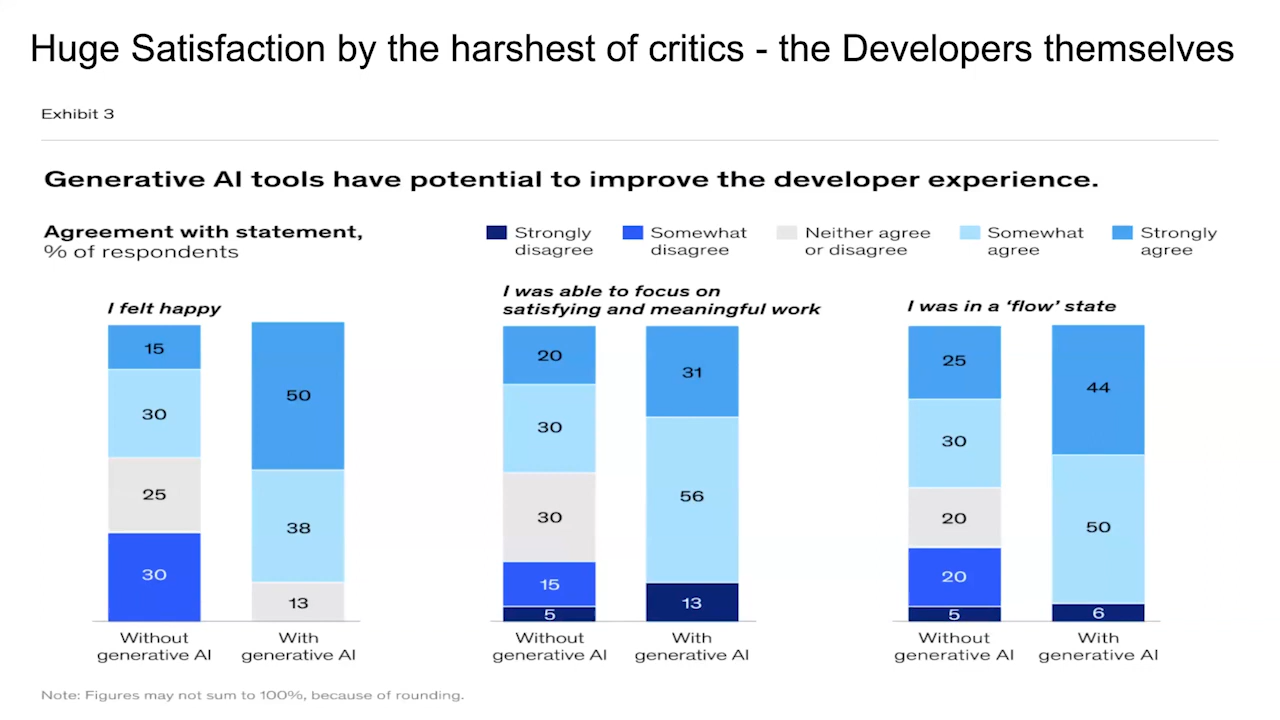 Huge Satisfaction by the harshest of critics - the Developers themselves
Exhibit 3
Generative AI tools have potential to improve the developer experience.
Agreement with statement,
% of respondents
Strongly
disagree
Somewhat
disagree
Neither agree
or disagree
Somewhat
agree
Strongly
agree
I felt happy
15
30
25
30
Without
generative AI
50
38
13
With
generative AI
I was able to focus on
satisfying and meaningful work
20
30
30
15
5
Without
generative AI
31
56
13
With
generative AI
I was in a ‘flow’ state
25
30
20
20
5
Without
generative AI
44
50
6
With
generative AI
Note: Figures may not sum to 100%, because of rounding.